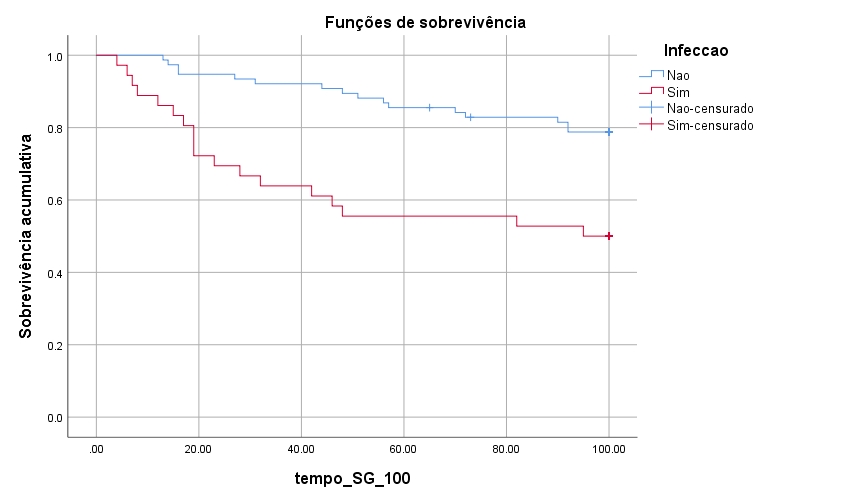 Funções de sobrevivência
Infeccao
Nao
Sim
Nao-censurado
Sim-censurado
Sobrevivência acumulativa
1.0
0.8
0.6
0.4
0.2
0.0
.00 20.00 40.00 60.00 80.00 100.00
tempo_SG_100